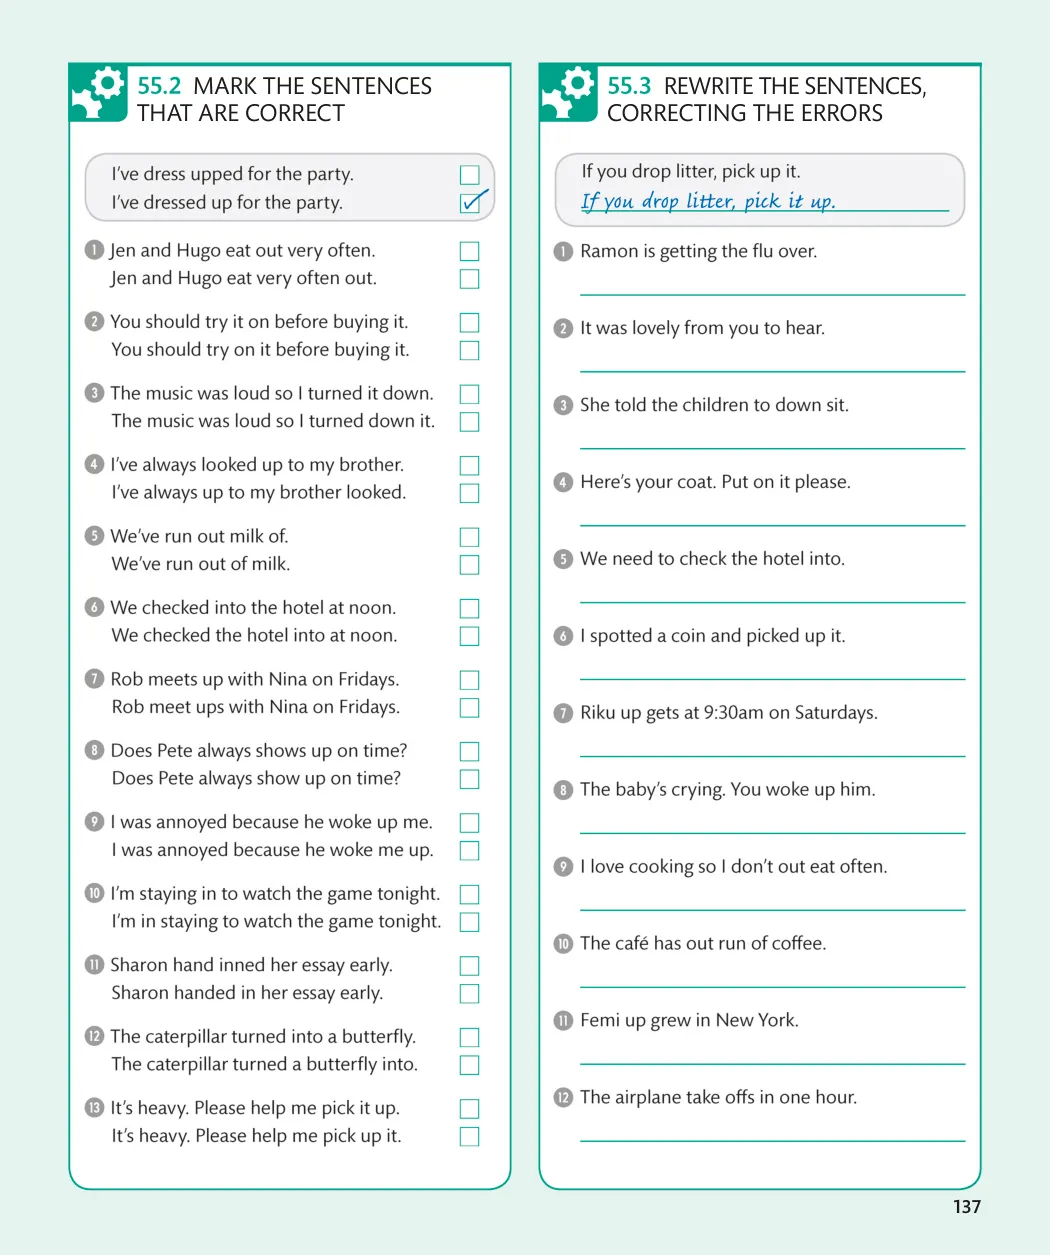 55.2 MARK THE SENTENCES
THAT ARE CORRECT
I've dress upped for the party.
I've dressed up for the party.
1 Jen and Hugo eat out very often.
Jen and Hugo eat very often out.
2 You should try it on before buying it.
You should try on it before buying it.
3 The music was loud so I turned it down.
The music was loud so I turned down it.
4 I've always looked up to my brother.
I've always up to my brother looked.
5 We've run out milk of.
We've run out of milk.
6 We checked into the hotel at noon.
We checked the hotel into at noon.
7 Rob meets up with Nina on Fridays.
Rob meet ups with Nina on Fridays.
8 Does Pete always shows up on time?
Does Pete always show up on time?
9 I was annoyed because he woke up me.
I was annoyed because he woke me up.
10 I'm staying in to watch the game tonight.
I'm in staying to watch the game tonight.
11 Sharon hand inned her essay early.
Sharon handed in her essay early.
12 The caterpillar turned into a butterfly.
The caterpillar turned a butterfly into.
13 It's heavy. Please help me pick it up.
It's heavy. Please help me pick up it.
55.3 REWRITE THE SENTENCES,
CORRECTING THE ERRORS
If you drop litter, pick up it.
If you drop litter, pick it up.
1 Ramon is getting the flu over.
2 It was lovely from you to hear.
3 She told the children to down sit.
4 Here's your coat. Put on it please.
5 We need to check the hotel into.
6 I spotted a coin and picked up it.
7 Riku up gets at 9:30am on Saturdays.
8 The baby's crying. You woke up him.
9 I love cooking so I don't out eat often.
10 The café has out run of coffee.
11 Femi up grew in New York.
12 The airplane take offs in one hour.
137